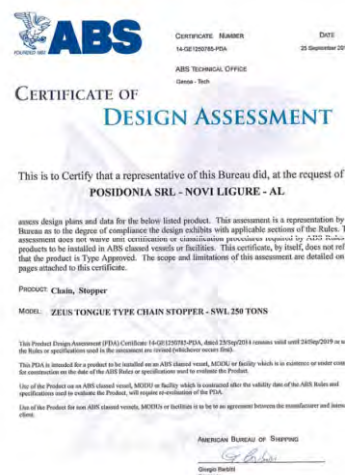 ABS
FOUNDED 1862
CERTIFICATE NUMBER
14-GE1250785-PDA
DATE
25 September 201
ABS TECHNICAL OFFICE
Genoa - Tech
CERTIFICATE OF
DESIGN ASSESSMENT
This is to Certify that a representative of this Bureau did, at the request of
POSIDONIA SRL - NOVI LIGURE - AL
assess design plans and data for the below listed product. This assessment is a representation by
Bureau as to the degree of compliance the design exhibits with applicable sections of the Rules. T
assessment does not waive unit certification or classification procedures required by ABS Rules
products to be installed in ABS classed vessels or facilities. This certificate, by itself, does not ref
that the product is Type Approved. The scope and limitations of this assessment are detailed on
pages attached to this certificate.
PRODUCT: Chain, Stopper
MODEL: ZEUS TONGUE TYPE CHAIN STOPPER - SWL 250 TONS
This Product Design Assessment (PDA) Certificate 14-GE1250785-PDA, dated 25/Sep/2014 remains valid until 24/Sep/2019 or u
the Rules or specifications used in the assessment are revised (whichever occurs first).
This PDA is intended for a product to be installed on an ABS classed vessel, MODU or facility which is in existence or under cont
for construction on the date of the ABS Rules or specifications used to evaluate the Product.
Use of the Product on an ABS classed vessel, MODU or facility which is contracted after the validity date of the ABS Rules and
specifications used to evaluate the Product, will require re-evaluation of the PDA.
Use of the Product for non ABS classed vessels, MODUs or facilities is to be to an agreement between the manufacturer and inten
client.
AMERICAN BUREAU OF SHIPPING
Giorgio Barbini